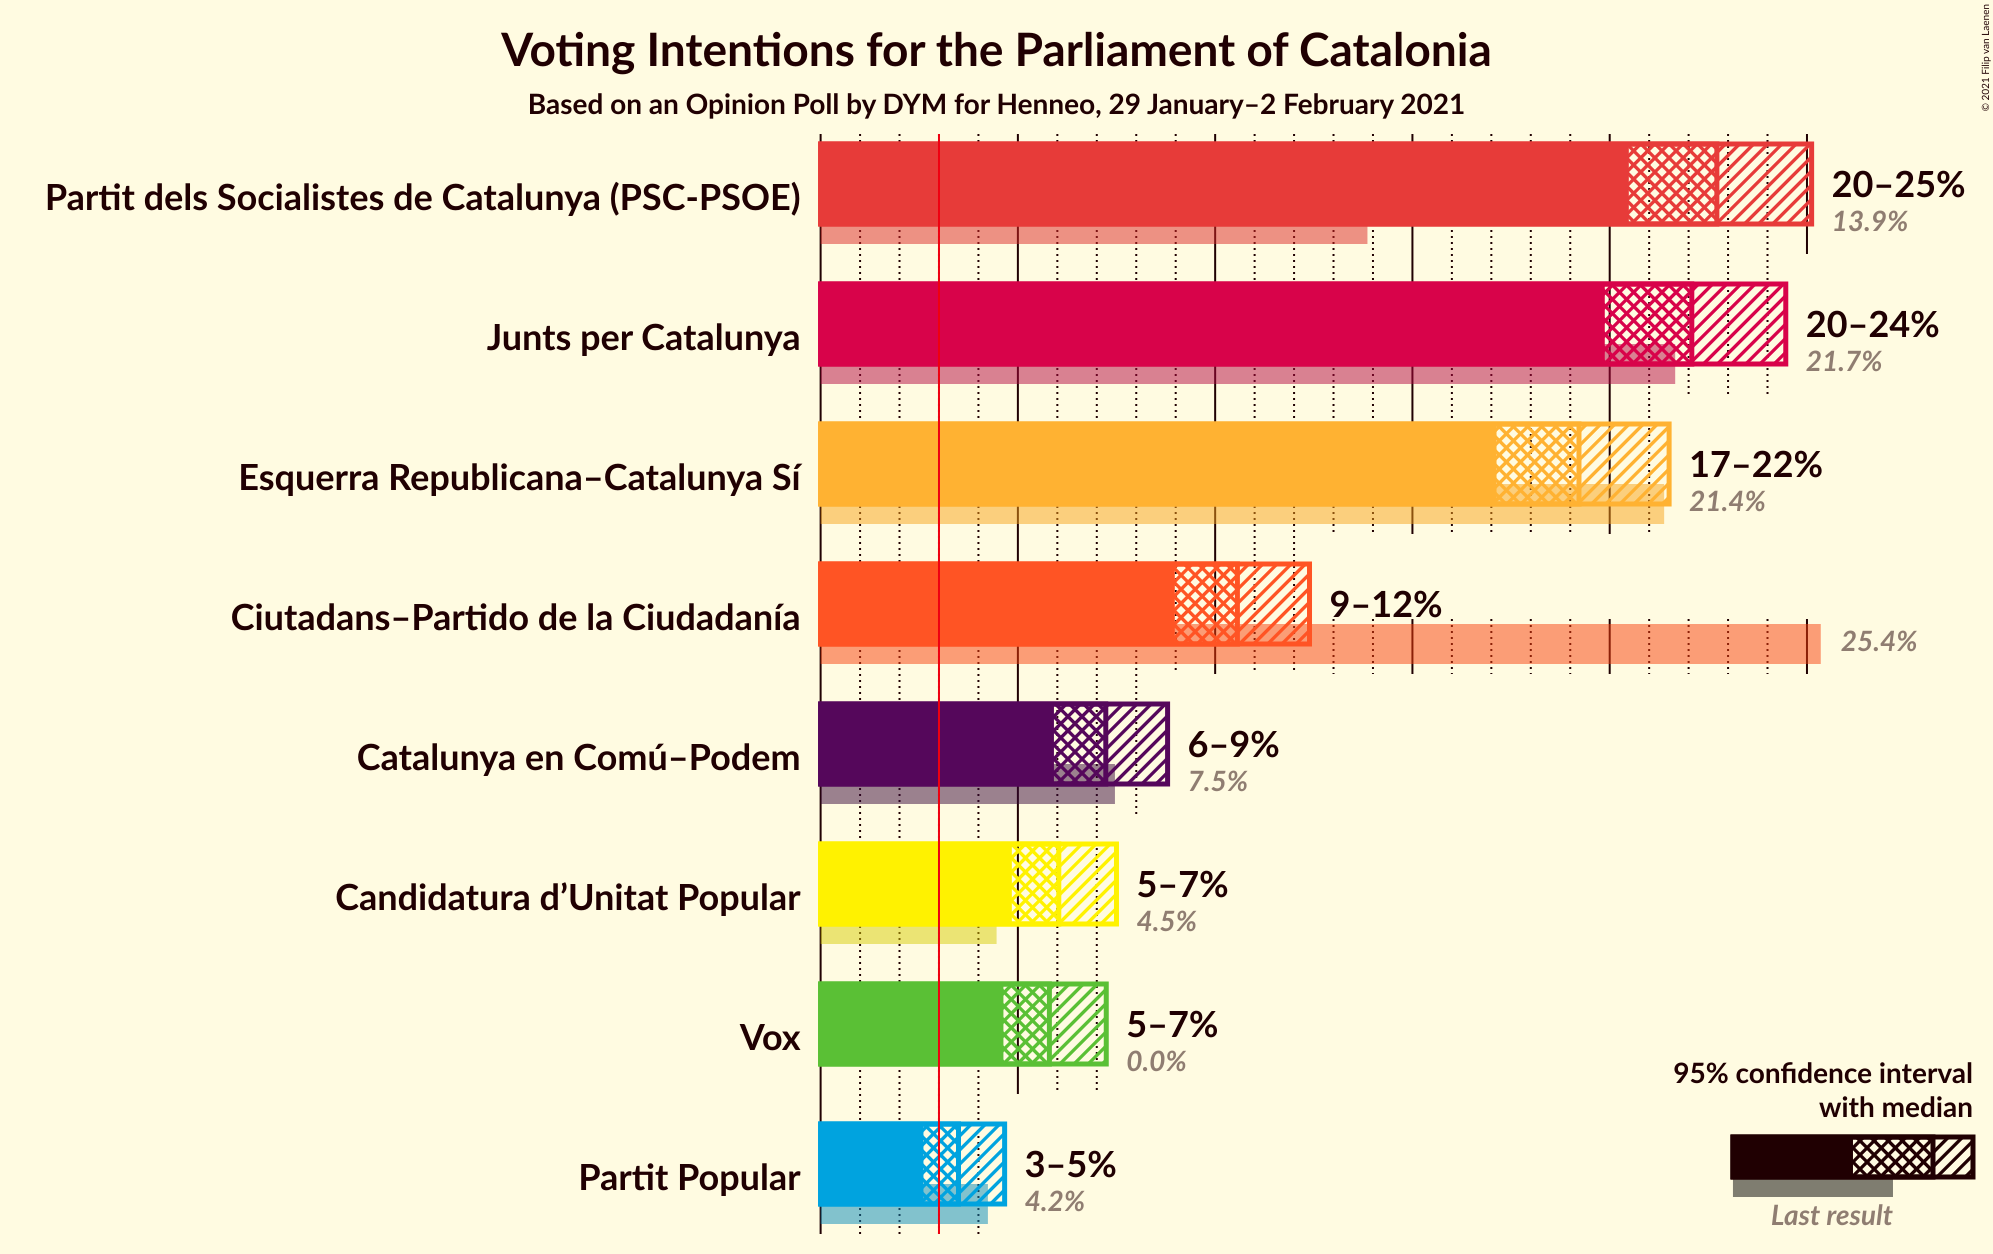 Voting Intentions for the Parliament of Catalonia
Based on an Opinion Poll by DYM for Henneo, 29 January–2 February 2021
© 2021 Filip van Laenen
Partit dels Socialistes de Catalunya (PSC-PSOE)
20–25%
13.9%
Junts per Catalunya
20–24%
21.7%
Esquerra Republicana–Catalunya Sí
17–22%
21.4%
Ciutadans–Partido de la Ciudadanía
9–12%
25.4%
Catalunya en Comú–Podem
6–9%
7.5%
Candidatura d’Unitat Popular
5–7%
4.5%
Vox
5–7%
0.0%
Partit Popular
3–5%
4.2%
95% confidence interval
with median
Last result